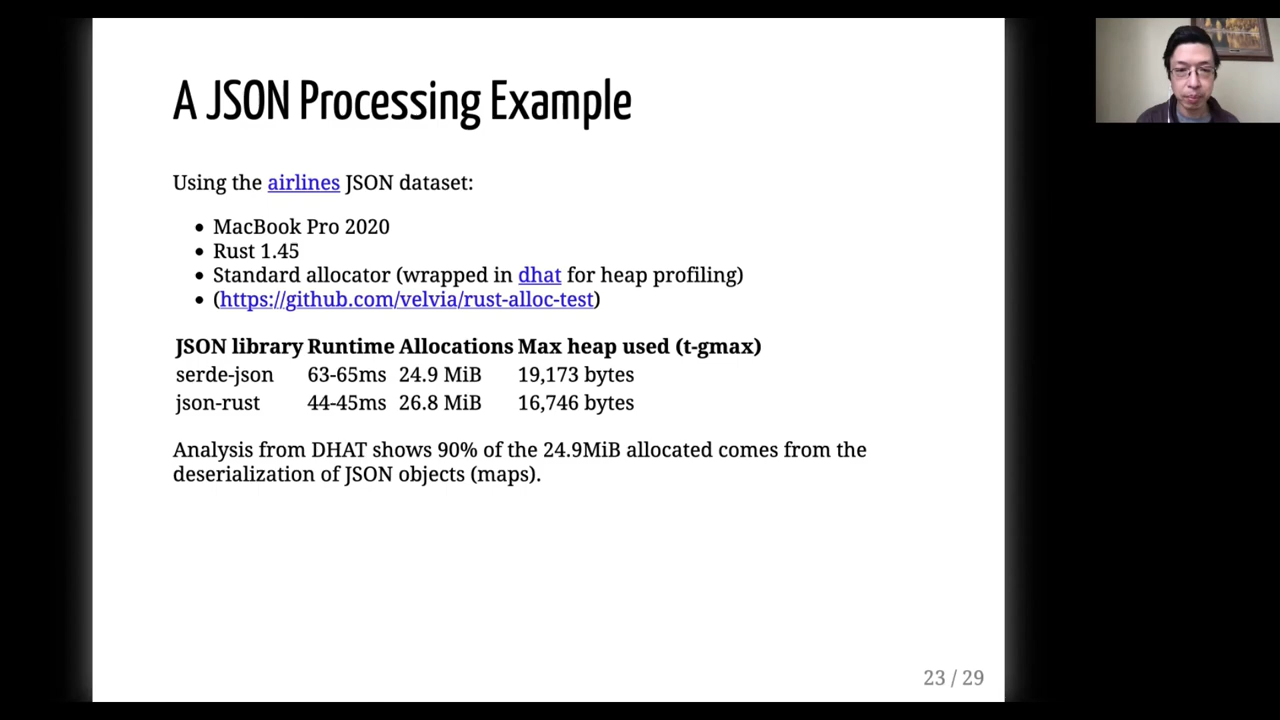 A JSON Processing Example
Using the airlines JSON dataset:
• MacBook Pro 2020
• Rust 1.45
• Standard allocator (wrapped in dhat for heap profiling)
• (https://github.com/velvia/rust-alloc-test)
JSON library Runtime Allocations Max heap used (t-gmax)
serde-json 63-65ms 24.9 MiB 19,173 bytes
json-rust 44-45ms 26.8 MiB 16,746 bytes
Analysis from DHAT shows 90% of the 24.9MiB allocated comes from the
deserialization of JSON objects (maps).
23 / 29